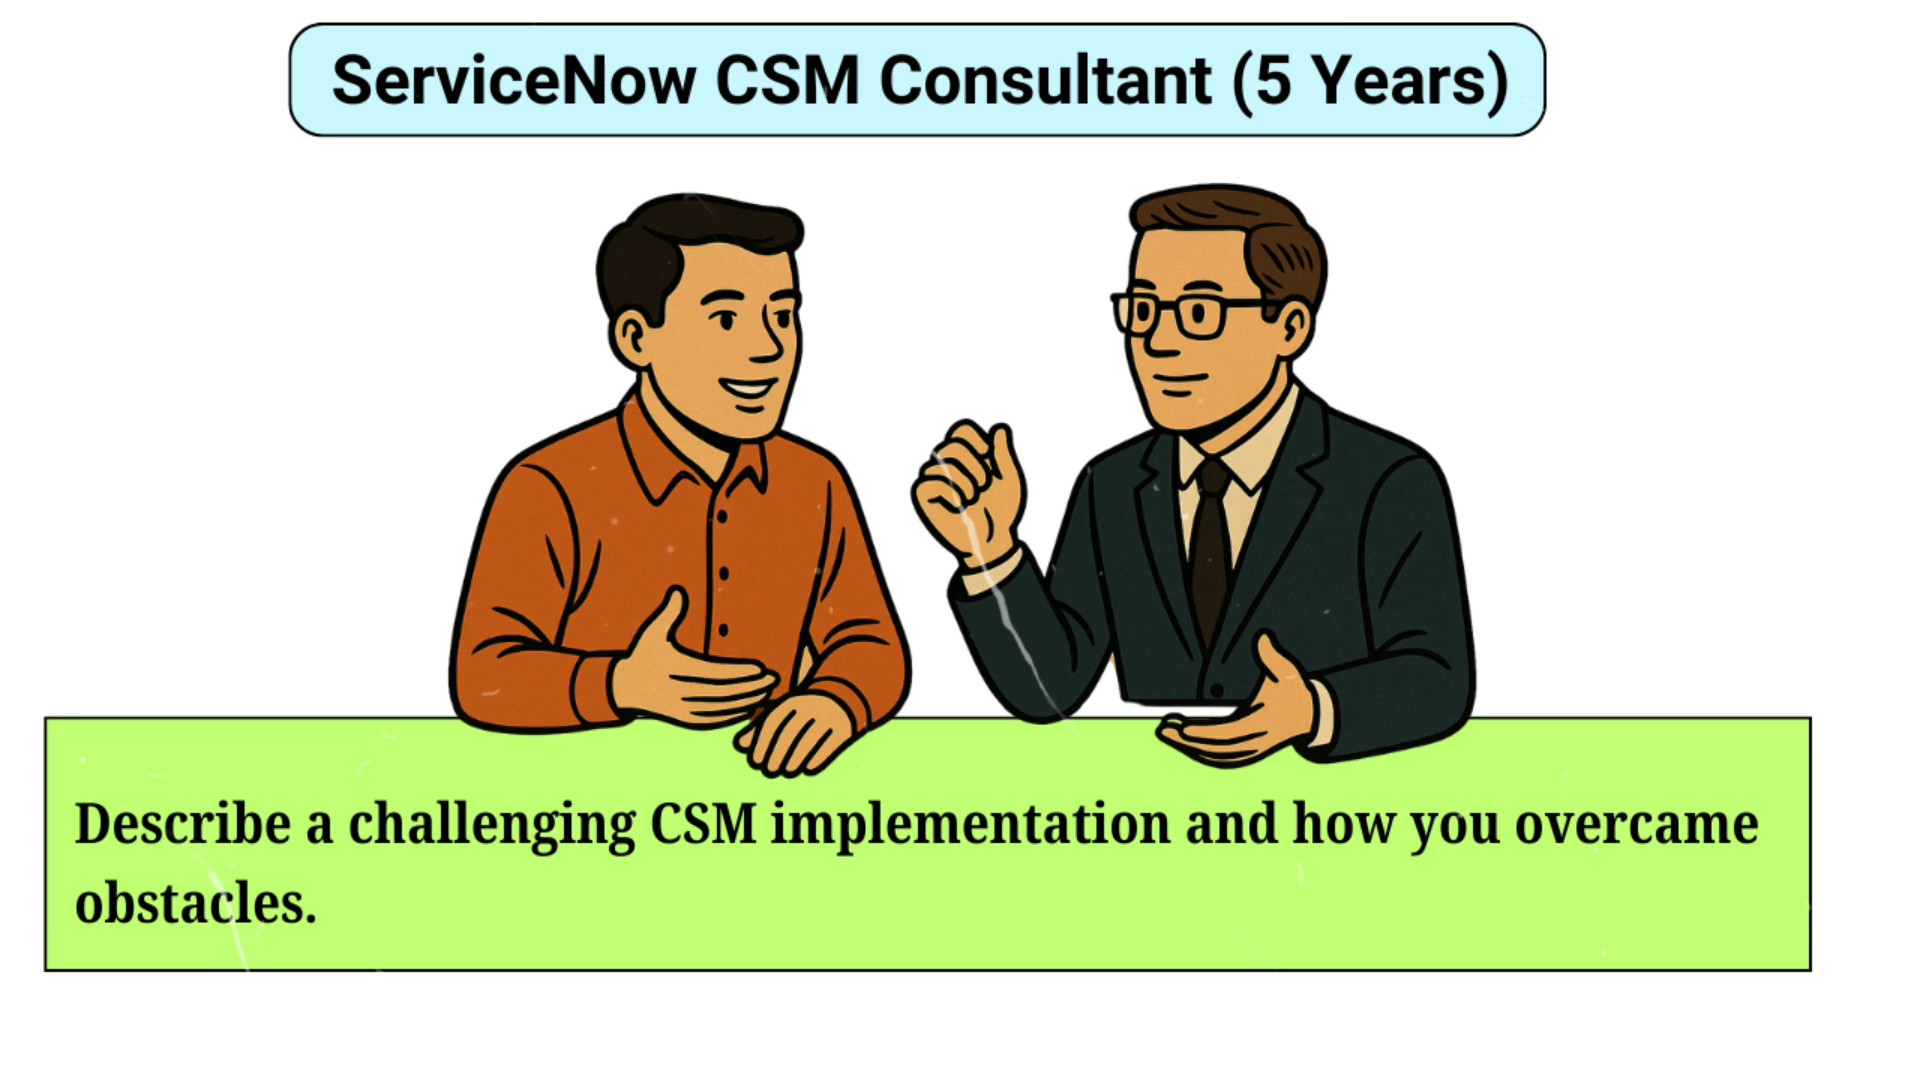 ServiceNow CSM Consultant (5 Years)
Describe a challenging CSM implementation and how you overcame
obstacles.